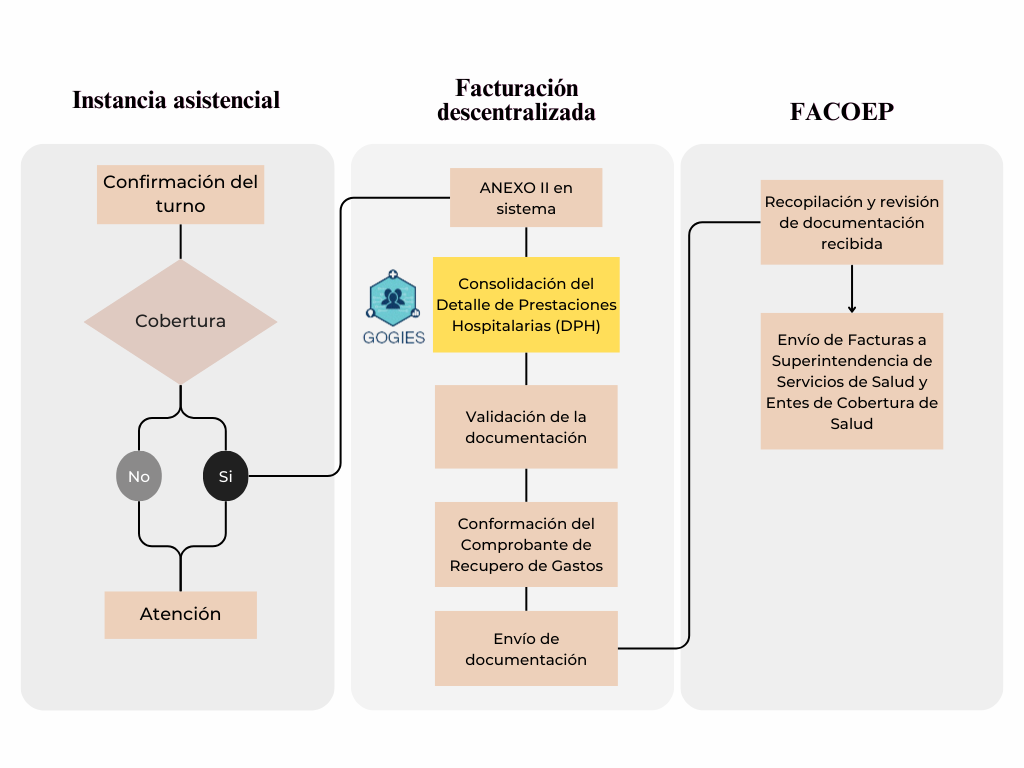 Instancia asistencial
Confirmación del
turno
Cobertura
No
Si
Atención
Facturación
descentralizada
ANEXO II en
sistema
GOGIES
Consolidación del
Detalle de Prestaciones
Hospitalarias (DPH)
Validación de la
documentación
Conformación del
Comprobante de
Recupero de Gastos
Envío de
documentación
FACOEP
Recopilación y revisión
de documentación
recibida
Envío de Facturas a
Superintendencia de
Servicios de Salud y
Entes de Cobertura de
Salud